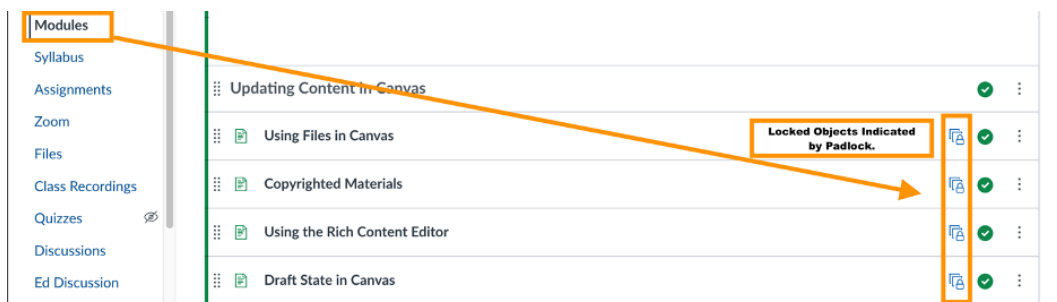 Modules
Syllabus
Assignments
Zoom
Files
Class Recordings
Quizzes
Discussions
Ed Discussion
Updating Content in Canvas
Using Files in Canvas
Locked Objects Indicated
by Padlock.
Copyrighted Materials
Using the Rich Content Editor
Draft State in Canvas